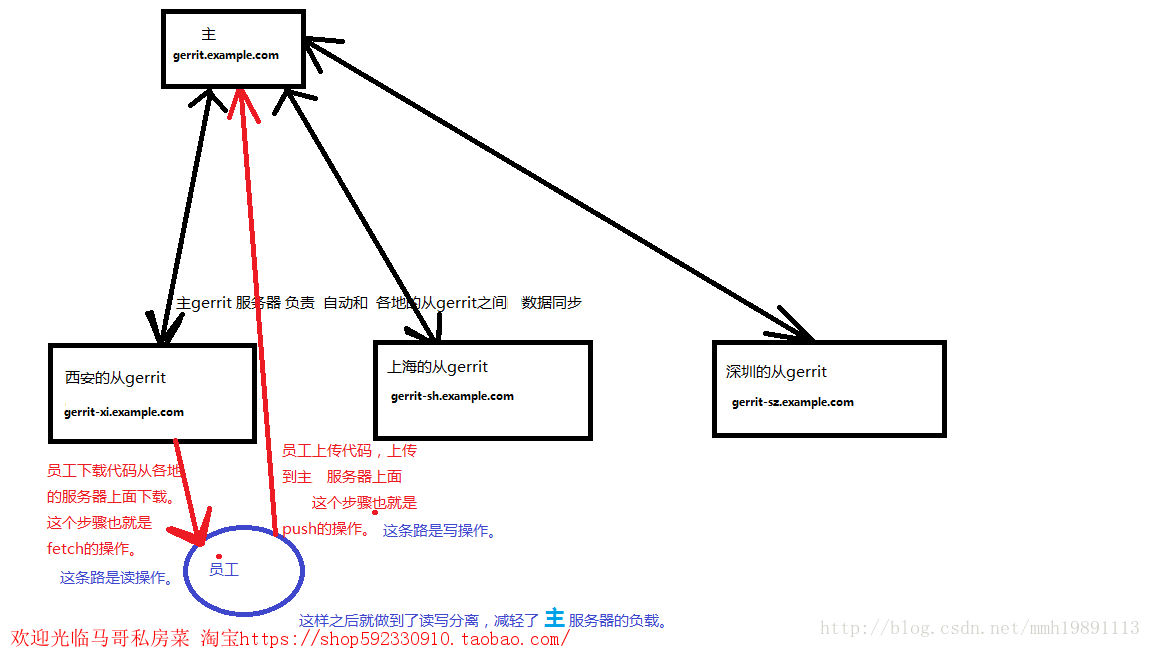 主
gerrit.example.com
主gerrit 服务器 负责 自动和 各地的从gerrit之间 数据同步
西安的从gerrit
gerrit-xi.example.com
上海的从gerrit
gerrit-sh.example.com
深圳的从gerrit
gerrit-sz.example.com
员工下载代码从各地
的服务器上面下载。
这个步骤也就是
fetch的操作。
这条路是读操作。
员工上传代码，上传
到主 服务器上面
这个步骤也就是
push的操作。
这条路是写操作。
员工
这样之后就做到了读写分离，减轻了 主 服务器的负载。
欢迎光临马哥私房菜 淘宝https://shop592330910.taobao.com/
http://blog.csdn.net/mmh19891113